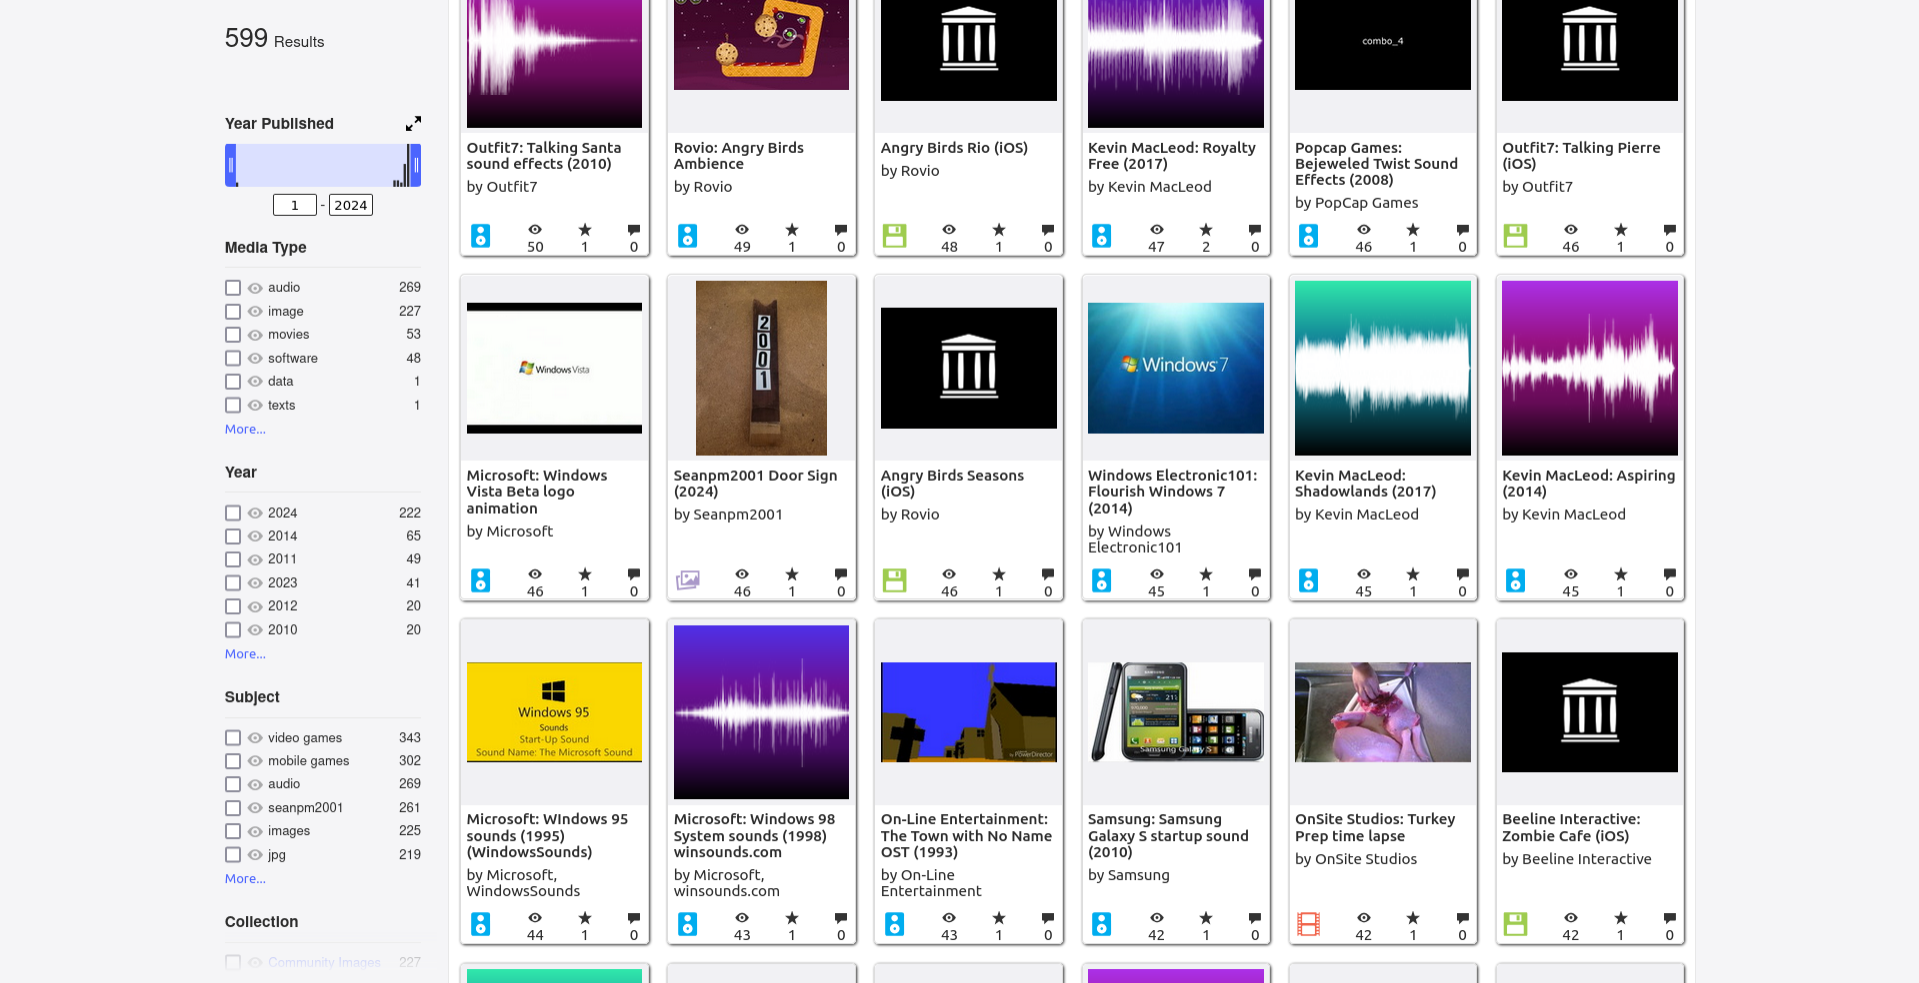 599 Results
Year Published
1 - 2024
Media Type
audio 269
image 227
movies 53
software 48
data 1
texts 1
More...
Year
2024 222
2014 65
2011 49
2023 41
2012 20
2010 20
More...
Subject
video games 343
mobile games 302
audio 269
seanpm2001 261
images 225
jpg 219
More...
Collection
Community Images 227
Outfit7: Talking Santa
sound effects (2010)
by Outfit7
50 1 0
Rovio: Angry Birds
Ambience
by Rovio
49 1 0
Angry Birds Rio (iOS)
by Rovio
48 1 0
Kevin MacLeod: Royalty
Free (2017)
by Kevin MacLeod
47 2 0
combo_4
Popcap Games:
Bejeweled Twist Sound
Effects (2008)
by PopCap Games
46 1 0
Outfit7: Talking Pierre
(iOS)
by Outfit7
46 1 0
Windows Vista
Microsoft: Windows
Vista Beta logo
animation
by Microsoft
46 1 0
2
0
0
1
Seanpm2001 Door Sign
(2024)
by Seanpm2001
46 1 0
Angry Birds Seasons
(iOS)
by Rovio
46 1 0
Windows 7
Windows Electronic101:
Flourish Windows 7
(2014)
by Windows
Electronic101
45 1 0
Kevin MacLeod:
Shadowlands (2017)
by Kevin MacLeod
45 1 0
Kevin MacLeod: Aspiring
(2014)
by Kevin MacLeod
45 1 0
Windows 95
Sounds
Start-Up Sound
Sound Name: The Microsoft Sound
Microsoft: WIndows 95
sounds (1995)
(WindowsSounds)
by Microsoft,
WindowsSounds
44 1 0
Microsoft: Windows 98
System sounds (1998)
winsounds.com
by Microsoft,
winsounds.com
43 1 0
by PowerDirector
On-Line Entertainment:
The Town with No Name
OST (1993)
by On-Line
Entertainment
43 1 0
Samsung Galaxy S
Samsung: Samsung
Galaxy S startup sound
(2010)
by Samsung
42 1 0
OnSite Studios: Turkey
Prep time lapse
by OnSite Studios
42 1 0
Beeline Interactive:
Zombie Cafe (iOS)
by Beeline Interactive
42 1 0